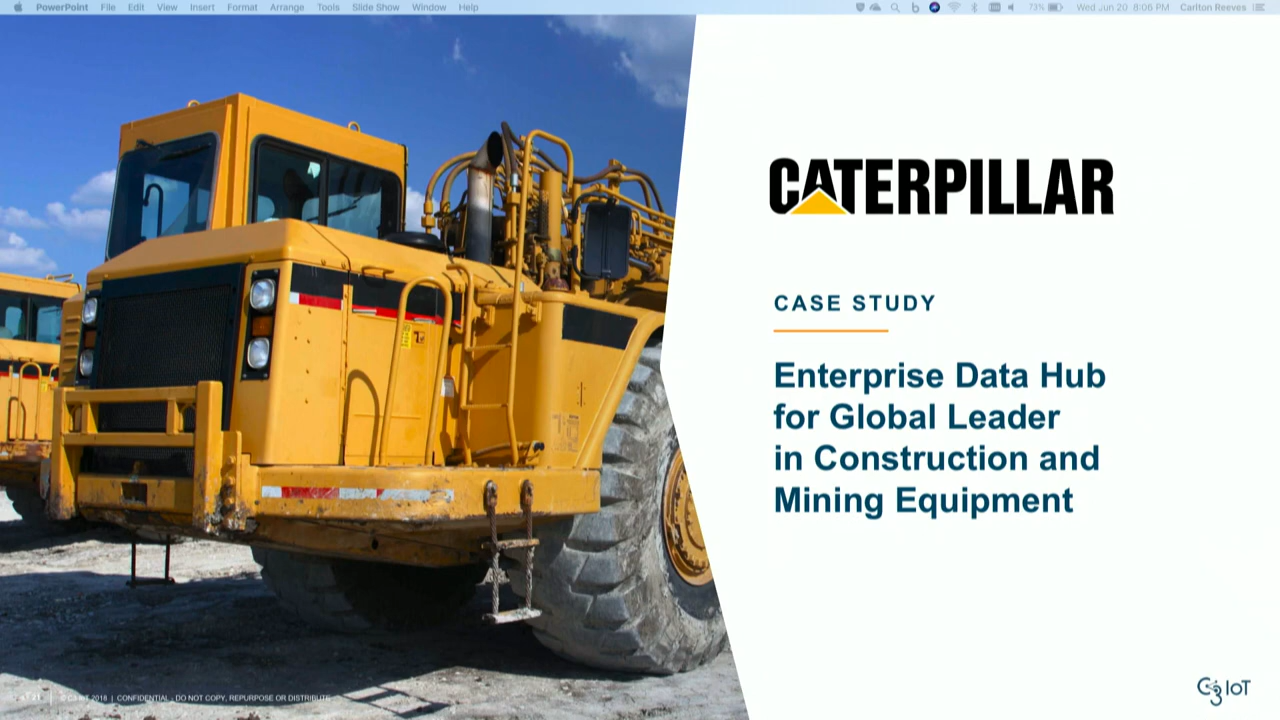 PowerPoint File Edit View Insert Format Arrange Tools Slide Show Window Help 73% Wed Jun 20 8:06 PM Carlton Reeves
CATERPILLAR
CASE STUDY
Enterprise Data Hub
for Global Leader
in Construction and
Mining Equipment
2018 | CONFIDENTIAL - DO NOT COPY, REPURPOSE OR DISTRIBUTE
C3 IoT